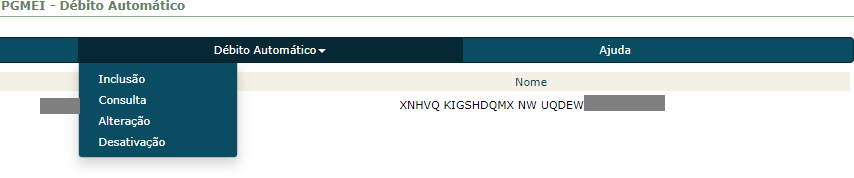 PGMEI - Débito Automático
Débito Automático Ajuda
Inclusão
Consulta
Alteração
Desativação
Nome
XNHVQ KIGSHDQMX NW UQDEW